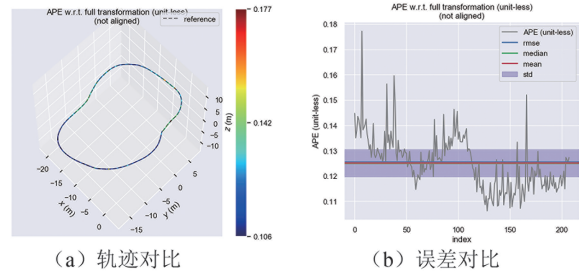 APE w.r.t. full transformation (unit-less)
(not aligned)
reference
0.177
0.142
0.106
10
5
0
-5
-10
z (m)
-20
-15
-10
-5
0
x (m)
5
0
-5
-10
-15
y (m)
(a) 轨迹对比
APE w.r.t. full transformation (unit-less)
(not aligned)
APE (unit-less)
rmse
median
mean
std
0.18
0.17
0.16
0.15
0.14
0.13
0.12
0.11
APE (unit-less)
0
50
100
150
200
index
(b) 误差对比